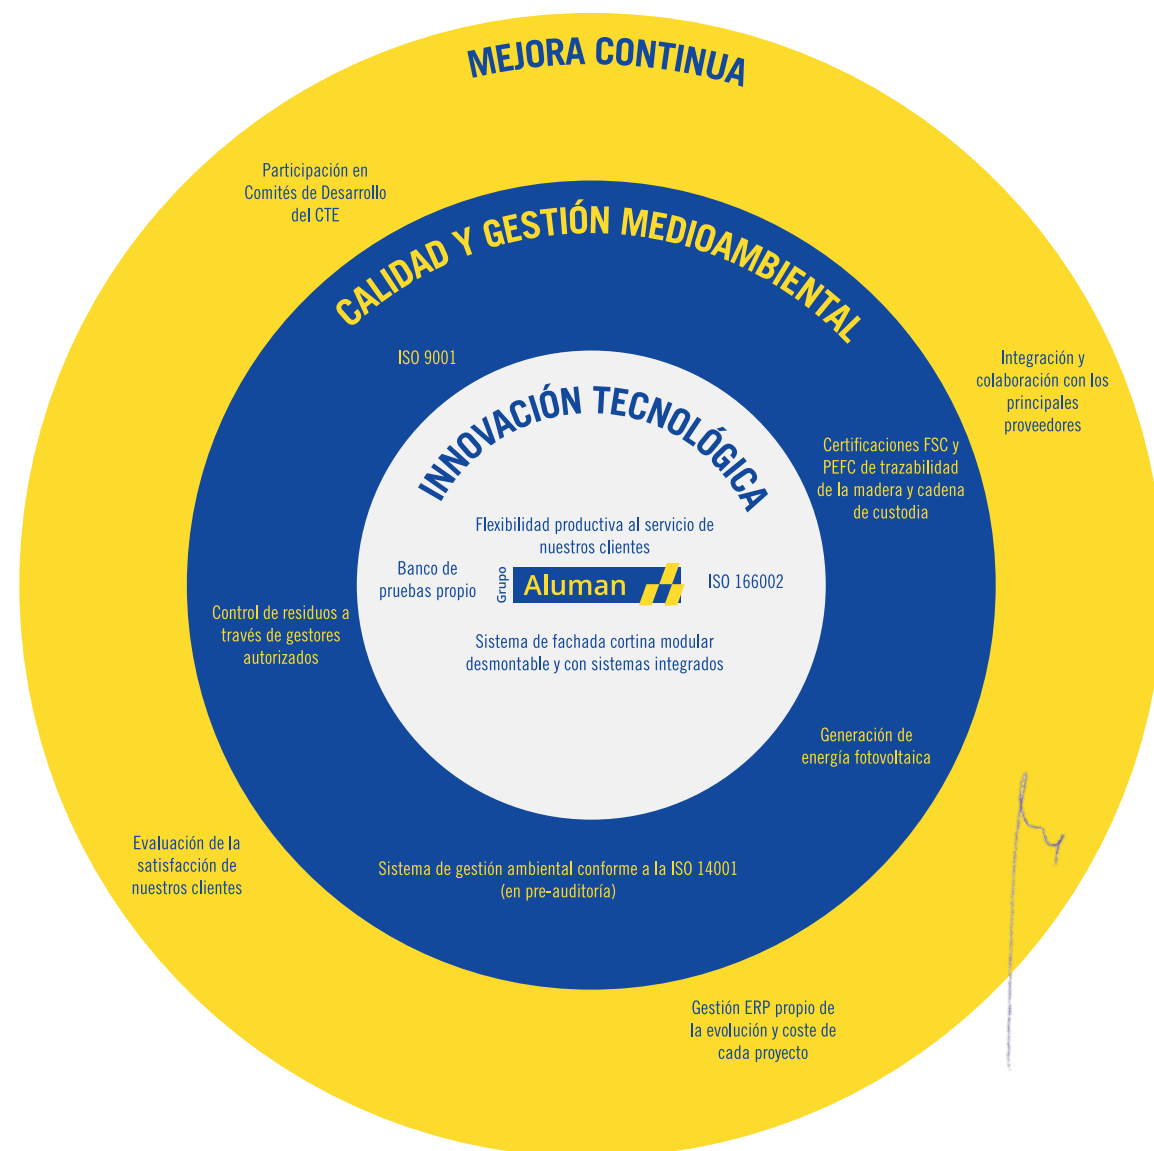 MEJORA CONTINUA
Participación en
Comités de Desarrollo
del CTE
CALIDAD Y GESTIÓN MEDIOAMBIENTAL
ISO 9001
Integración y
colaboración con los
principales
proveedores
INNOVACIÓN TECNOLÓGICA
Certificaciones FSC y
PEFC de trazabilidad
de la madera y cadena
de custodia
Flexibilidad productiva al servicio de
nuestros clientes
Banco de
pruebas propio
Grupo
Aluman
ISO 166002
Control de residuos a
través de gestores
autorizados
Sistema de fachada cortina modular
desmontable y con sistemas integrados
Generación de
energía fotovoltaica
Evaluación de la
satisfacción de
nuestros clientes
Sistema de gestión ambiental conforme a la ISO 14001
(en pre-auditoría)
Gestión ERP propio de
la evolución y coste de
cada proyecto